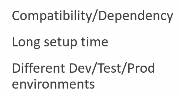 Compatibility/Dependency
Long setup time
Different Dev/Test/Prod
environments